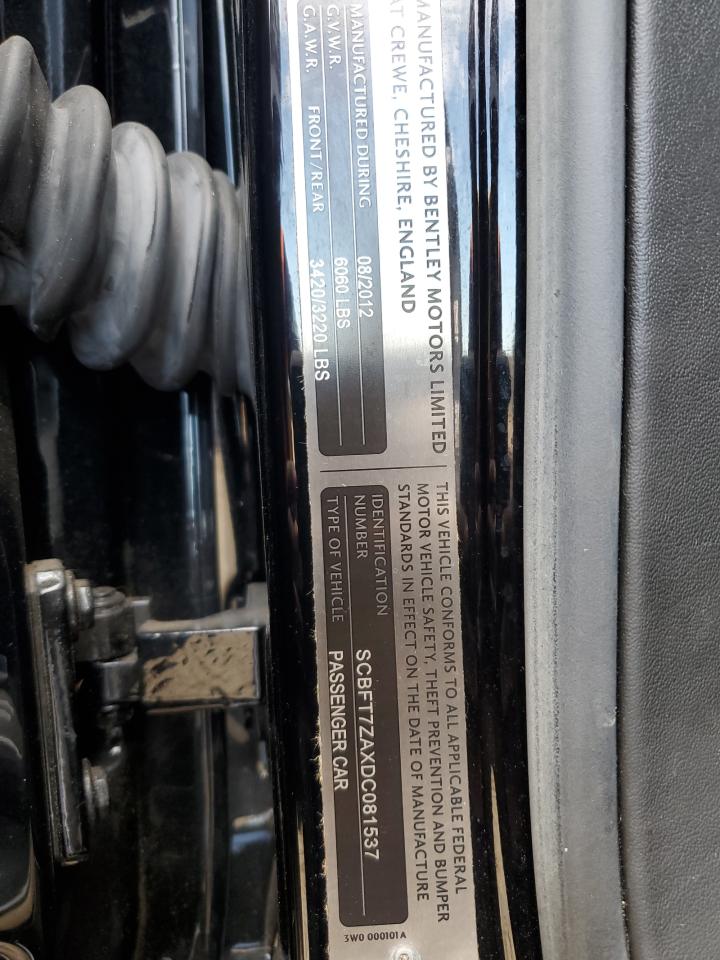 MANUFACTURED BY BENTLEY MOTORS LIMITED
AT CREWE, CHESHIRE, ENGLAND
MANUFACTURED DURING 08/2012
G.V.W.R. 6060 LBS
G.A.W.R. FRONT/REAR 3420/3220 LBS
THIS VEHICLE CONFORMS TO ALL APPLICABLE FEDERAL
MOTOR VEHICLE SAFETY, THEFT PREVENTION AND BUMPER
STANDARDS IN EFFECT ON THE DATE OF MANUFACTURE
IDENTIFICATION
NUMBER SCBFT7ZAXDC081537
TYPE OF VEHICLE PASSENGER CAR
3W0 000101 A